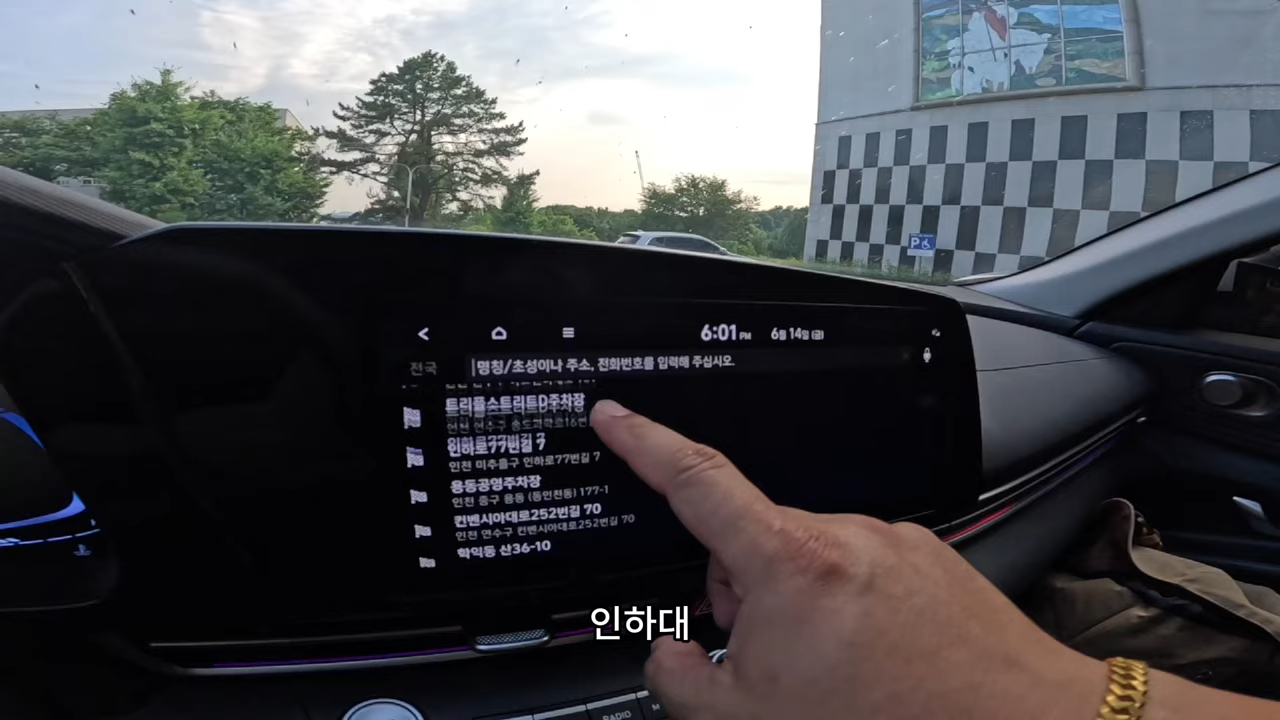 P
6:01 PM 6월 14일 (금)
전국 명칭/초성이나 주소, 전화번호를 입력해 주십시오.
트리플스트리트D주차장
인천 연수구 송도과학로16번
인하로77번길 7
인천 미추홀구 인하로77번길 7
용동공영주차장
인천 중구 용동 (동인천동) 177-1
컨벤시아대로252번길 70
인천 연수구 컨벤시아대로252번길 70
학익동 산36-10
인하대
RADIO